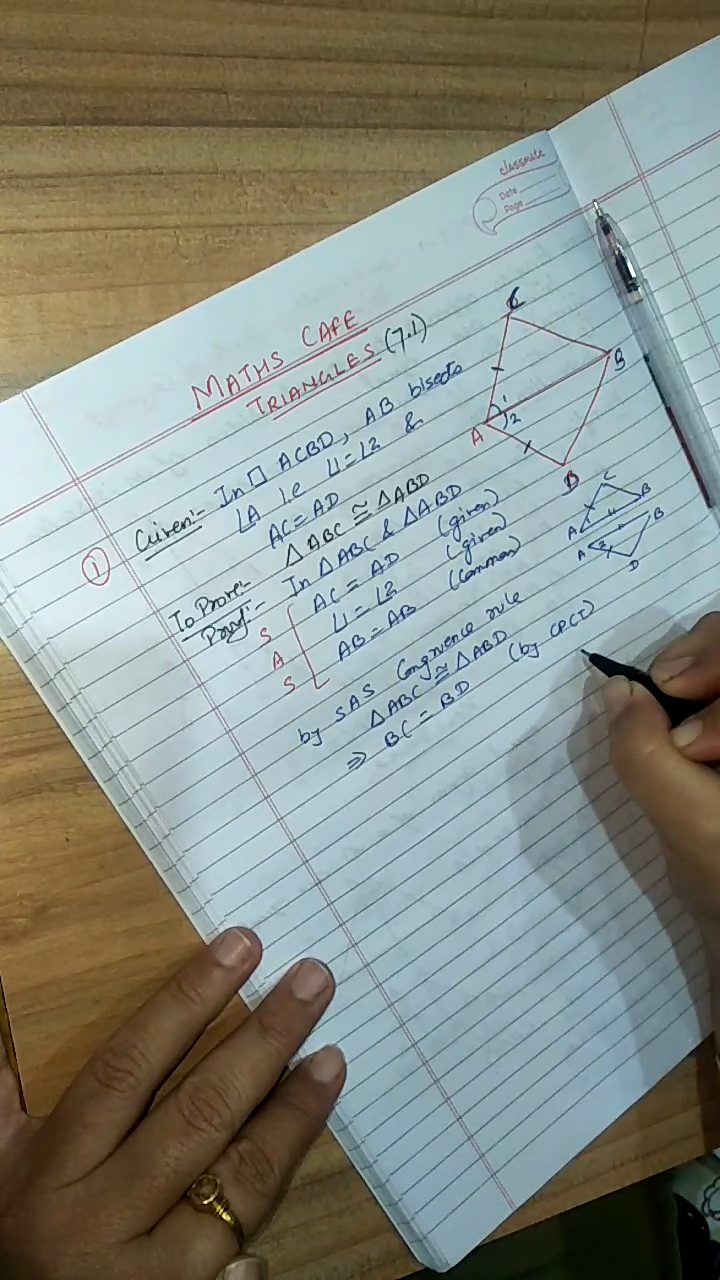 classmate
Date
Page
MATHS CAFE
TRIANGLES (7.1)
① Given:- In □ ACBD, AB bisects
∠A i.e ∠1=∠2 &
AC=AD
To Prove:- △ABC ≅ △ABD
Proof:- In △ABC & △ABD
S AC = AD (given)
A ∠1=∠2 (given)
S AB=AB (common)
by SAS Congruence rule
△ABC ≅ △ABD
⇒ BC = BD (by CPCT)
C
B
A
1
2
D
C
A
B
A
2
B
D